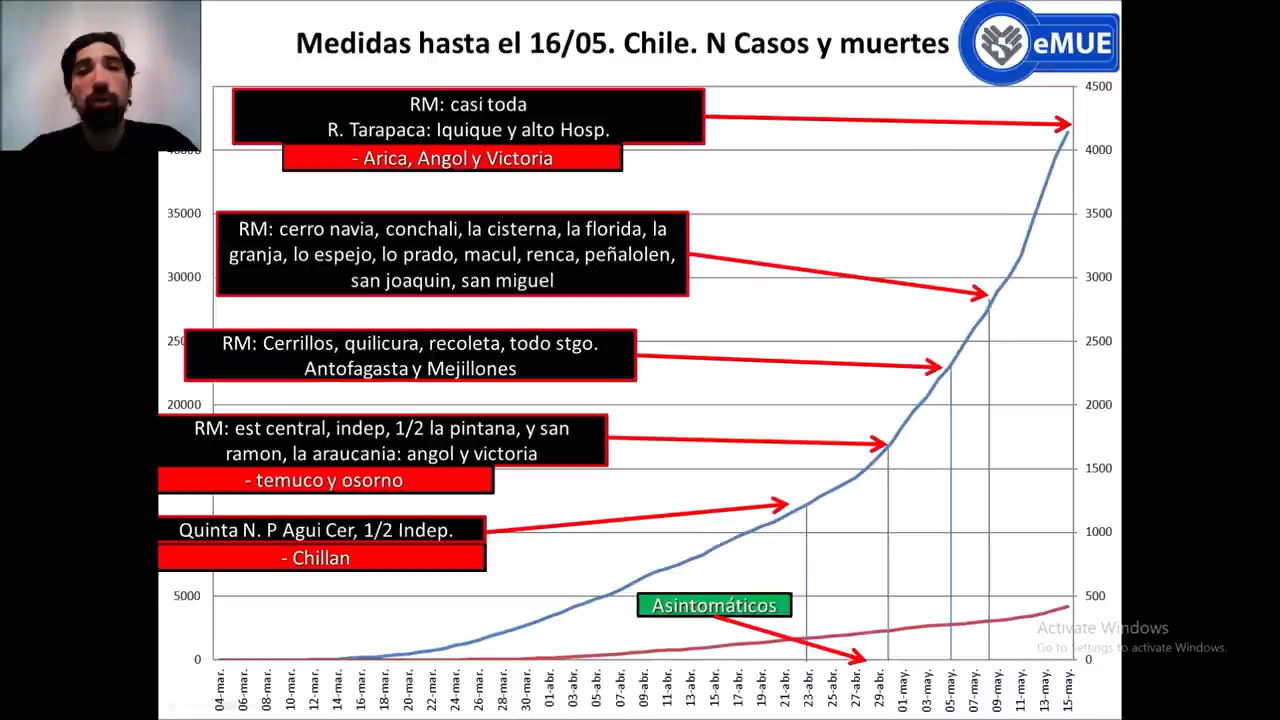 Medidas hasta el 16/05. Chile. N Casos y muertes
eMUE
RM: casi toda
R. Tarapaca: Iquique y alto Hosp.
- Arica, Angol y Victoria
RM: cerro navia, conchali, la cisterna, la florida, la
granja, lo espejo, lo prado, macul, renca, peñalolen,
san joaquin, san miguel
RM: Cerrillos, quilicura, recoleta, todo stgo.
Antofagasta y Mejillones
RM: est central, indep, 1/2 la pintana, y san
ramon, la araucania: angol y victoria
- temuco y osorno
Quinta N. P Agui Cer, 1/2 Indep.
- Chillan
Asintomáticos
35000
30000
20000
5000
0
4500
4000
3500
3000
2500
2000
1500
1000
500
0
04-mar.
06-mar.
08-mar.
10-mar.
12-mar.
14-mar.
16-mar.
18-mar.
20-mar.
22-mar.
24-mar.
26-mar.
28-mar.
30-mar.
01-abr.
03-abr.
05-abr.
07-abr.
09-abr.
11-abr.
13-abr.
15-abr.
17-abr.
19-abr.
21-abr.
23-abr.
25-abr.
27-abr.
29-abr.
01-may.
03-may.
05-may.
07-may.
09-may.
11-may.
13-may.
15-may.
Activate Windows
Go to Settings to activate Windows.